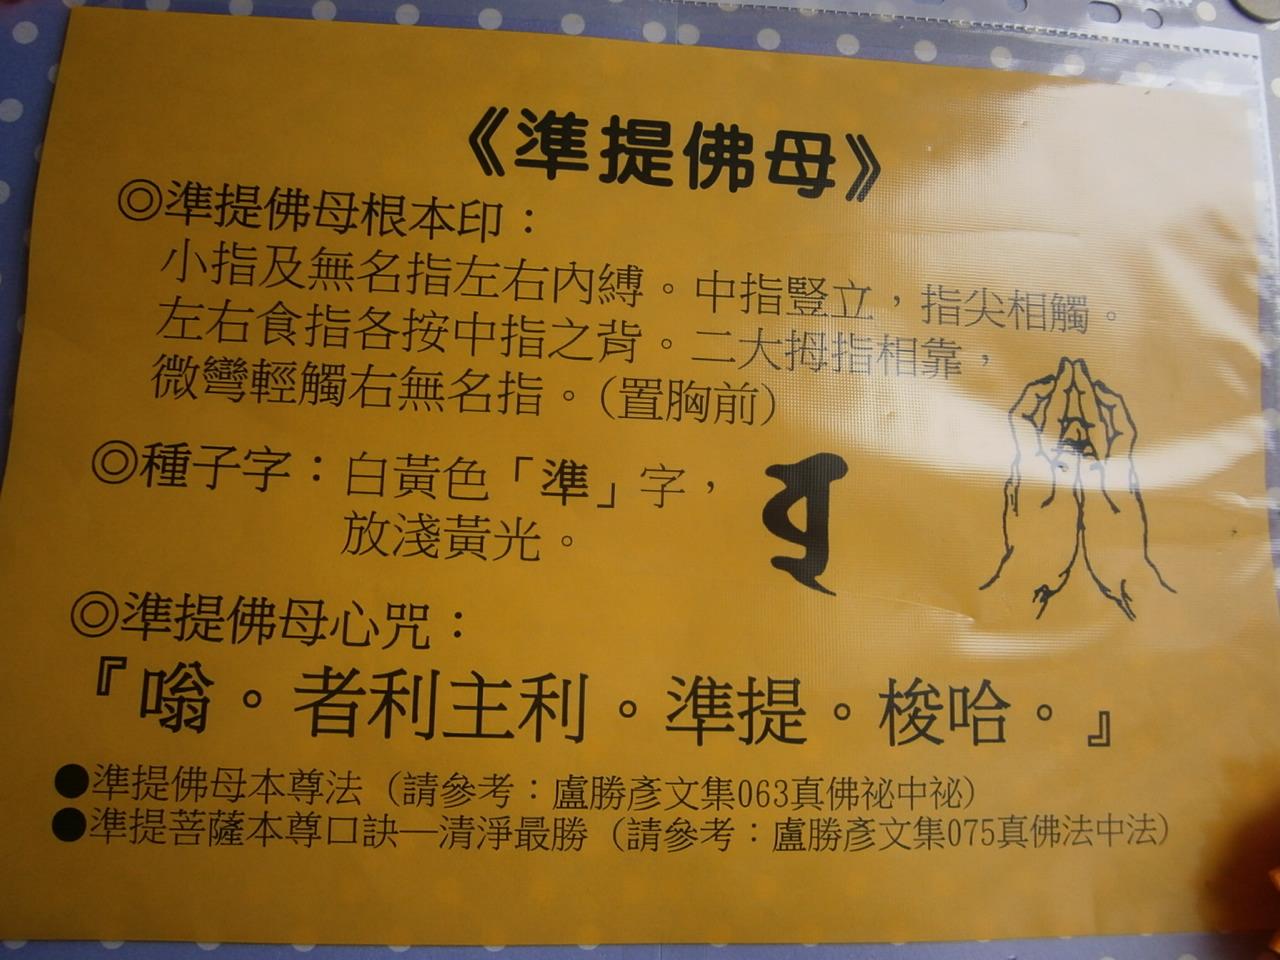 《準提佛母》
◎準提佛母根本印：
小指及無名指左右內縛。中指豎立，指尖相觸。
左右食指各按中指之背。二大拇指相靠，
微彎輕觸右無名指。(置胸前)
◎種子字：白黃色「準」字，
放淺黃光。
◎準提佛母心咒：
『嗡。者利主利。準提。梭哈。』
●準提佛母本尊法 (請參考：盧勝彥文集063真佛祕中祕)
●準提菩薩本尊口訣—清淨最勝 (請參考：盧勝彥文集075真佛法中法)